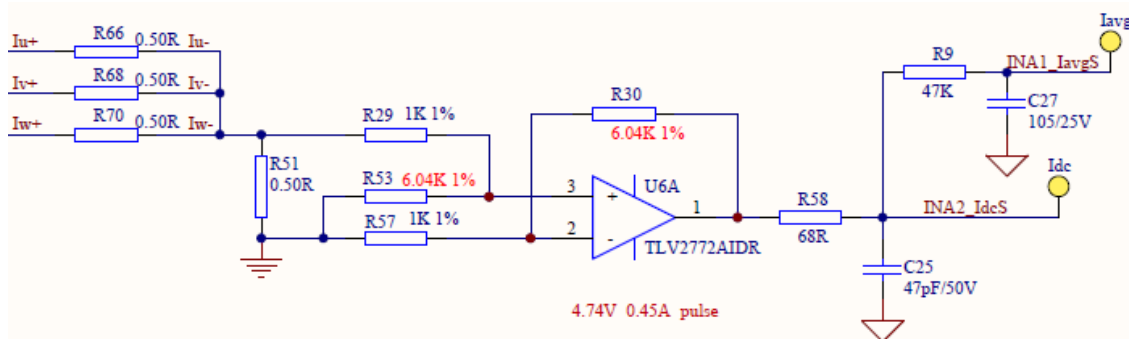 Iavg
R66
Iu+ 0.50R Iu-
R9
INA1_IavgS
R68
R30
Iv+ 0.50R Iv-
47K
R29 1K 1%
C27
R70
105/25V
Iw+ 0.50R Iw-
6.04K 1%
Idc
R51
0.50R
R53 6.04K 1%
U6A
3
+
R58
INA2_IdcS
R57 1K 1%
1
2
-
68R
TLV2772AIDR
C25
47pF/50V
4.74V 0.45A pulse